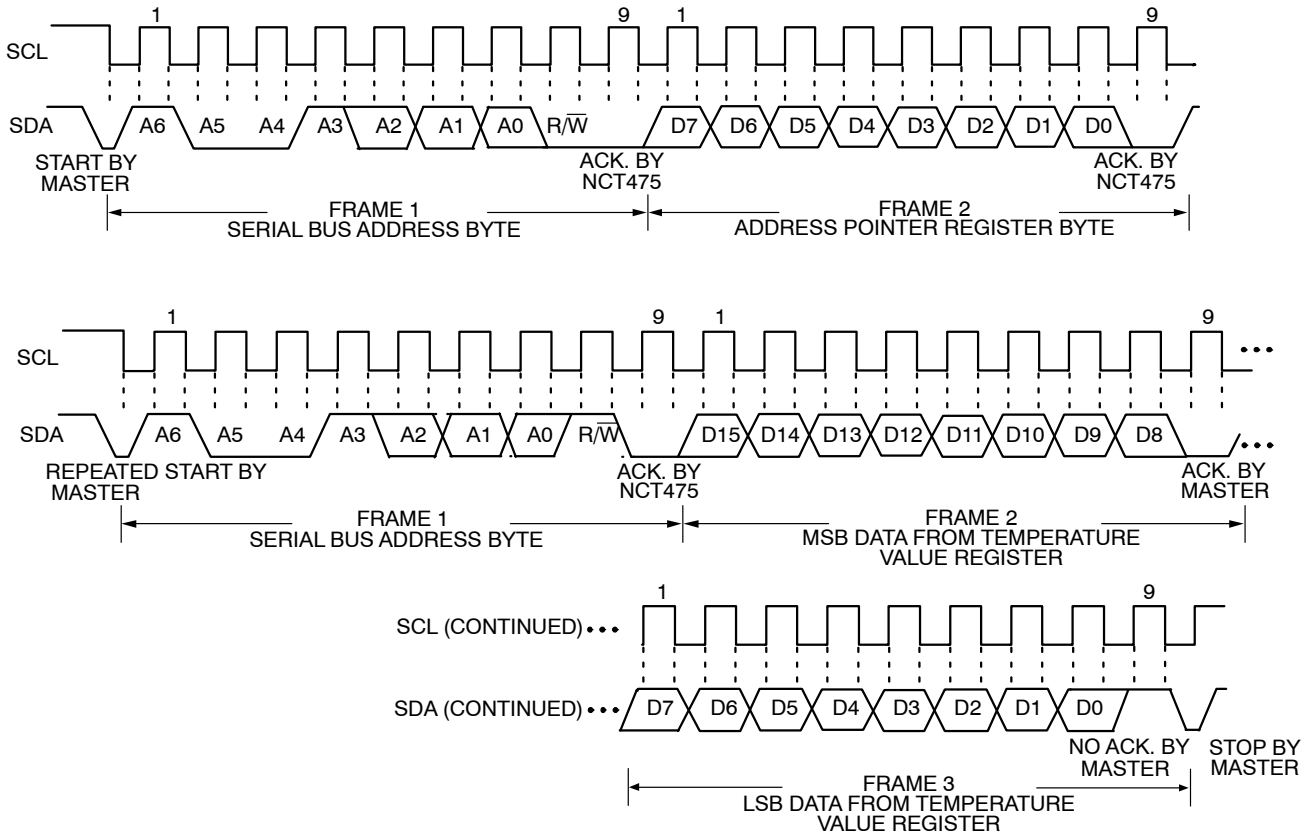 1 9 1 9
SCL
SDA A6 A5 A4 A3 A2 A1 A0 R/W̅ D7 D6 D5 D4 D3 D2 D1 D0
START BY
MASTER
ACK. BY
NCT475
ACK. BY
NCT475
FRAME 1
SERIAL BUS ADDRESS BYTE
FRAME 2
ADDRESS POINTER REGISTER BYTE
1 9 1 9
SCL
SDA A6 A5 A4 A3 A2 A1 A0 R/W̅ D15 D14 D13 D12 D11 D10 D9 D8
REPEATED START BY
MASTER
ACK. BY
NCT475
ACK. BY
MASTER
FRAME 1
SERIAL BUS ADDRESS BYTE
FRAME 2
MSB DATA FROM TEMPERATURE
VALUE REGISTER
1 9
SCL (CONTINUED)
SDA (CONTINUED) D7 D6 D5 D4 D3 D2 D1 D0
NO ACK. BY
MASTER
STOP BY
MASTER
FRAME 3
LSB DATA FROM TEMPERATURE
VALUE REGISTER